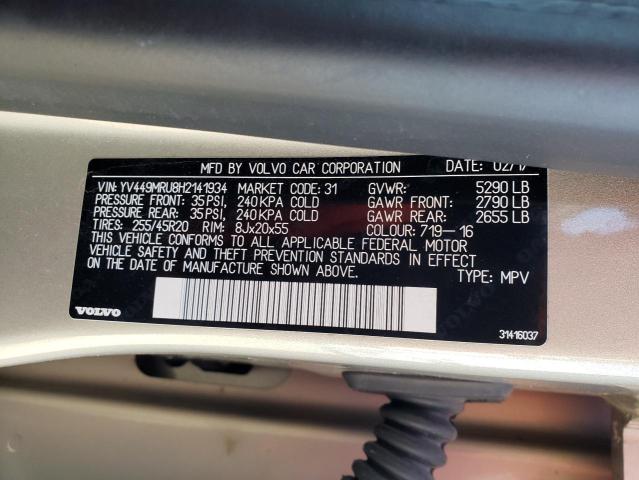 MFD BY VOLVO CAR CORPORATION DATE: 02/17
VIN: YV449MRU8H2141934 MARKET CODE: 31 GVWR: 5290 LB
PRESSURE FRONT: 35 PSI, 240 KPA COLD GAWR FRONT: 2790 LB
PRESSURE REAR: 35 PSI, 240 KPA COLD GAWR REAR: 2655 LB
TIRES: 255/45R20 RIM: 8Jx20x55 COLOUR: 719-16
THIS VEHICLE CONFORMS TO ALL APPLICABLE FEDERAL MOTOR
VEHICLE SAFETY AND THEFT PREVENTION STANDARDS IN EFFECT
ON DATE OF MANUFACTURE SHOWN ABOVE. TYPE: MPV
VOLVO 31416037